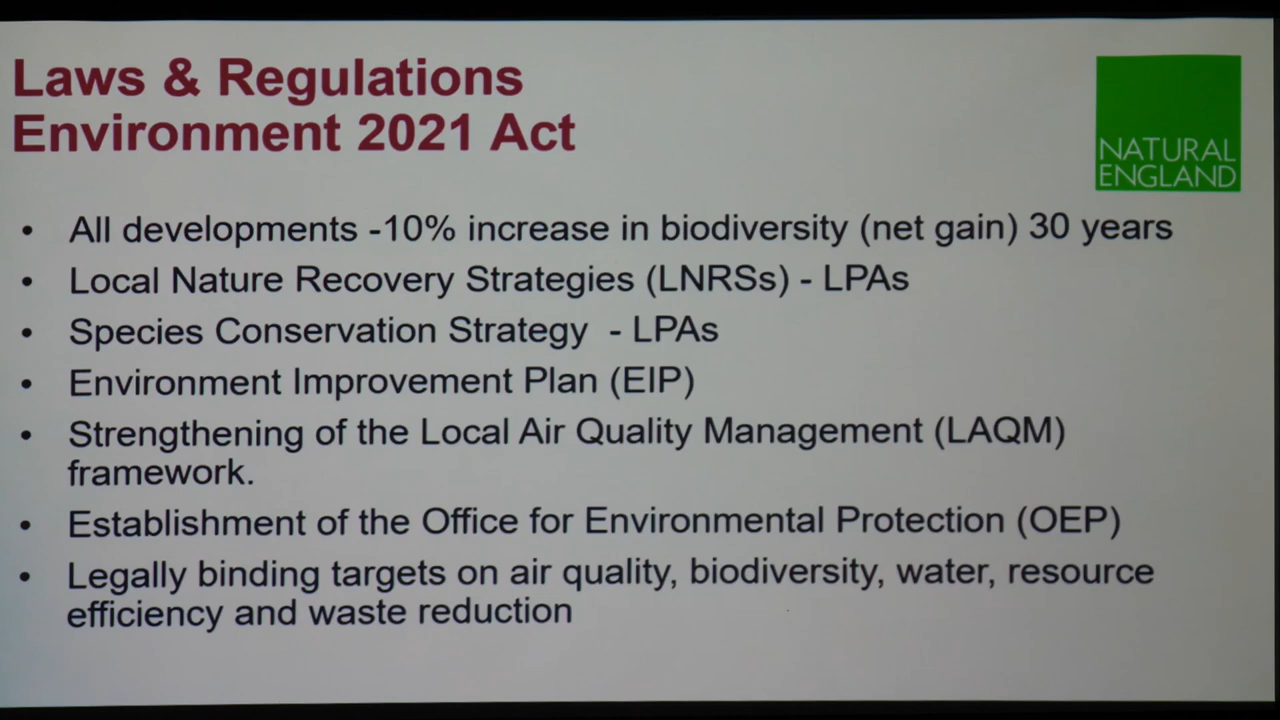 Laws & Regulations
Environment 2021 Act
NATURAL
ENGLAND
• All developments -10% increase in biodiversity (net gain) 30 years
• Local Nature Recovery Strategies (LNRSs) - LPAs
• Species Conservation Strategy - LPAs
• Environment Improvement Plan (EIP)
• Strengthening of the Local Air Quality Management (LAQM)
framework.
• Establishment of the Office for Environmental Protection (OEP)
• Legally binding targets on air quality, biodiversity, water, resource
efficiency and waste reduction